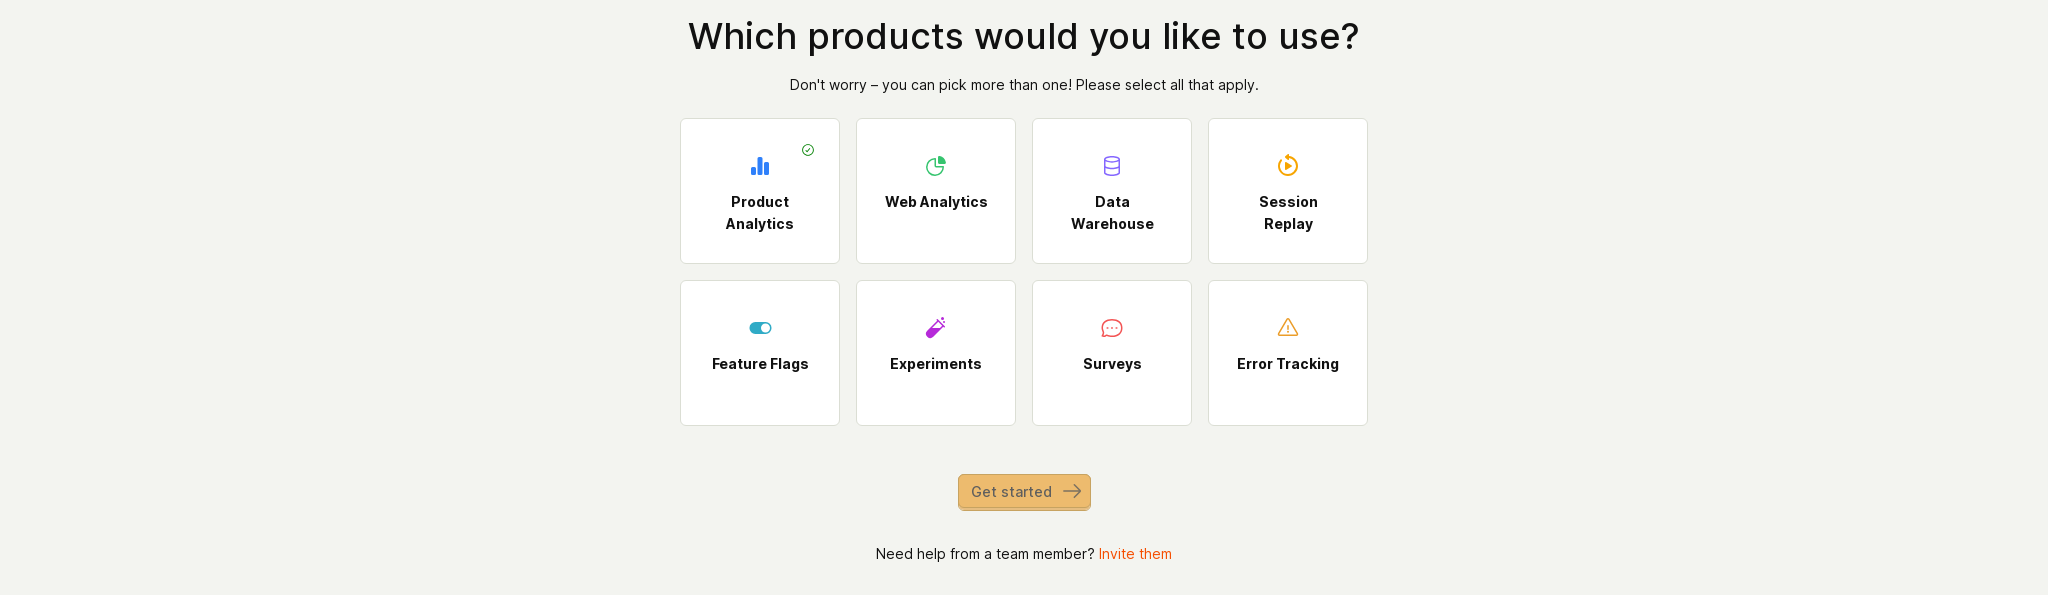 Which products would you like to use?
Don't worry – you can pick more than one! Please select all that apply.
Product
Analytics
Web Analytics
Data
Warehouse
Session
Replay
Feature Flags
Experiments
Surveys
Error Tracking
Get started
Need help from a team member? Invite them